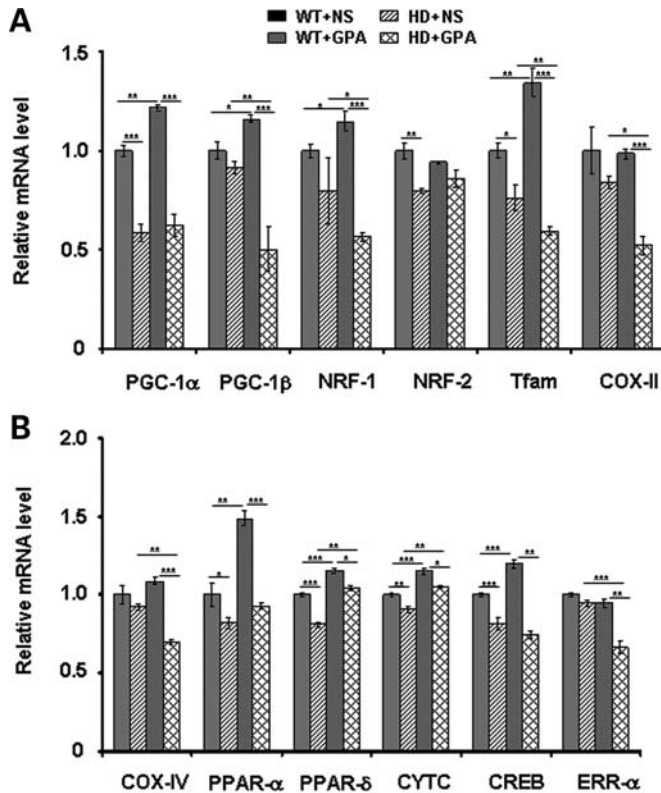 A
WT+NS HD+NS
WT+GPA HD+GPA
Relative mRNA level
1.5
1.0
0.5
0
** *** ***
* ** ***
* * ***
**
** * ** ***
* ***
PGC-1α PGC-1β NRF-1 NRF-2 Tfam COX-II
B
Relative mRNA level
2.0
1.5
1.0
0.5
0
** ***
** * ***
*** *** ** *
** *** ** *
*** *** **
*** **
COX-IV PPAR-α PPAR-δ CYTC CREB ERR-α